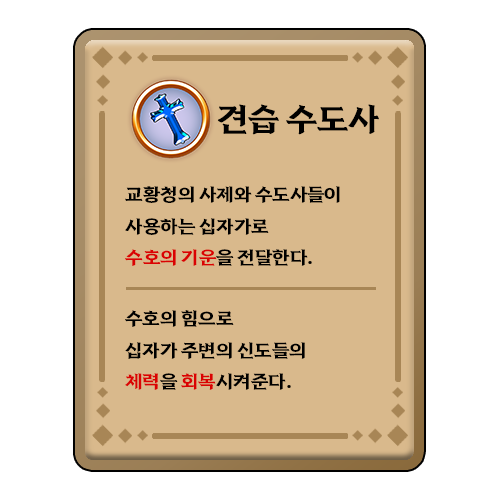 견습 수도사
교황청의 사제와 수도사들이
사용하는 십자가로
수호의 기운을 전달한다.
수호의 힘으로
십자가 주변의 신도들의
체력을 회복시켜준다.